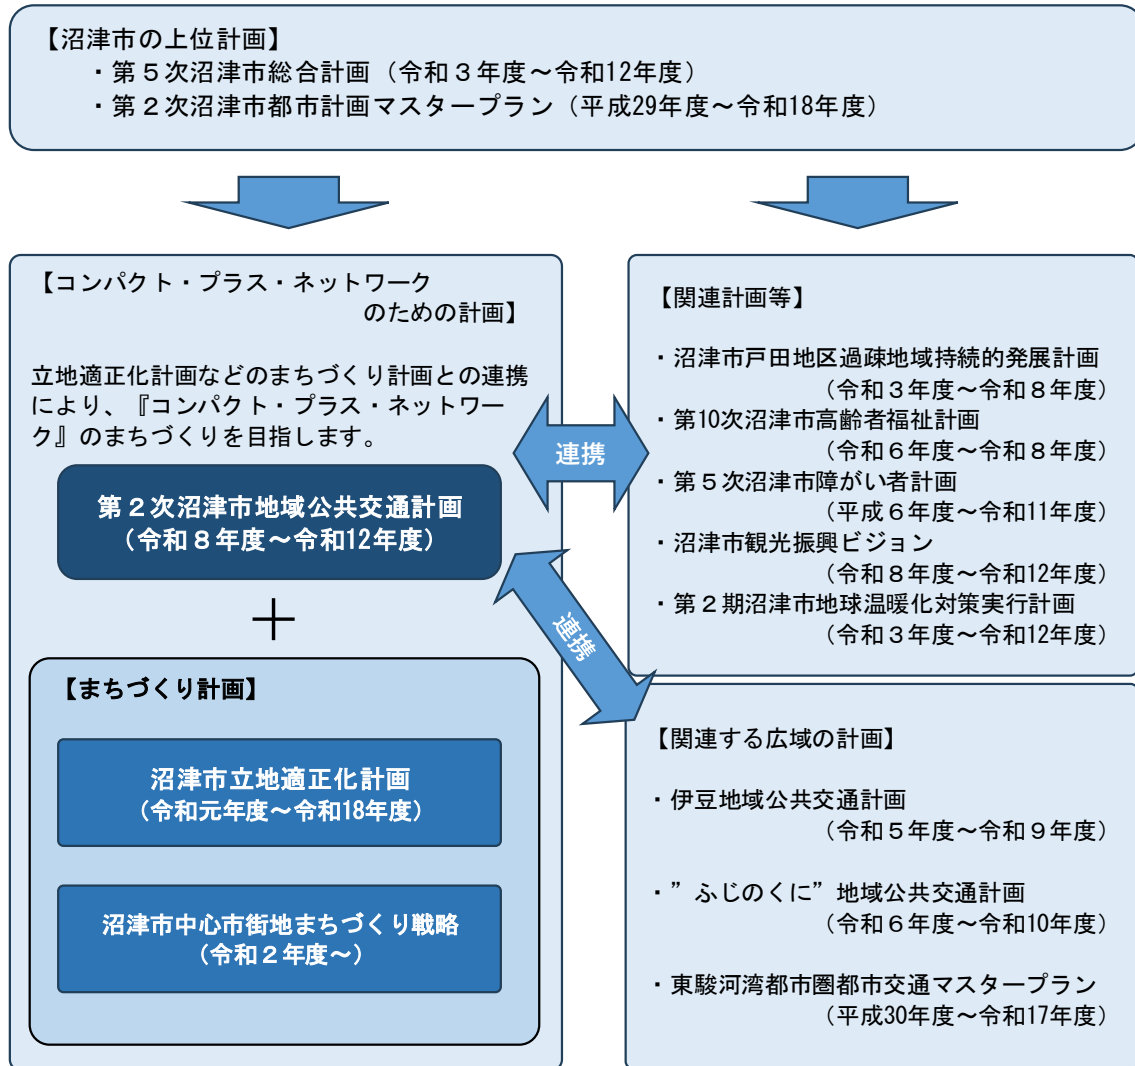 【沼津市の上位計画】
・第５次沼津市総合計画（令和３年度～令和12年度）
・第２次沼津市都市計画マスタープラン（平成29年度～令和18年度）
【コンパクト・プラス・ネットワーク
のための計画】
立地適正化計画などのまちづくり計画との連携
により、『コンパクト・プラス・ネットワー
ク』のまちづくりを目指します。
第２次沼津市地域公共交通計画
（令和８年度～令和12年度）
＋
【まちづくり計画】
沼津市立地適正化計画
（令和元年度～令和18年度）
沼津市中心市街地まちづくり戦略
（令和２年度～）
連携
連携
【関連計画等】
・沼津市戸田地区過疎地域持続的発展計画
（令和３年度～令和８年度）
・第10次沼津市高齢者福祉計画
（令和６年度～令和８年度）
・第５次沼津市障がい者計画
（平成６年度～令和11年度）
・沼津市観光振興ビジョン
（令和８年度～令和12年度）
・第２期沼津市地球温暖化対策実行計画
（令和３年度～令和12年度）
【関連する広域の計画】
・伊豆地域公共交通計画
（令和５年度～令和９年度）
・”ふじのくに”地域公共交通計画
（令和６年度～令和10年度）
・東駿河湾都市圏都市交通マスタープラン
（平成30年度～令和17年度）